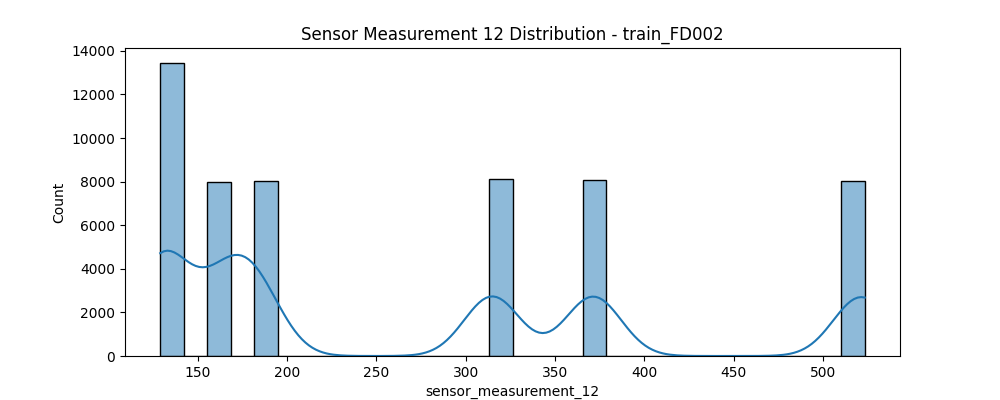 Sensor Measurement 12 Distribution - train_FD002
14000
12000
10000
8000
6000
4000
2000
0
Count
150 200 250 300 350 400 450 500
sensor_measurement_12